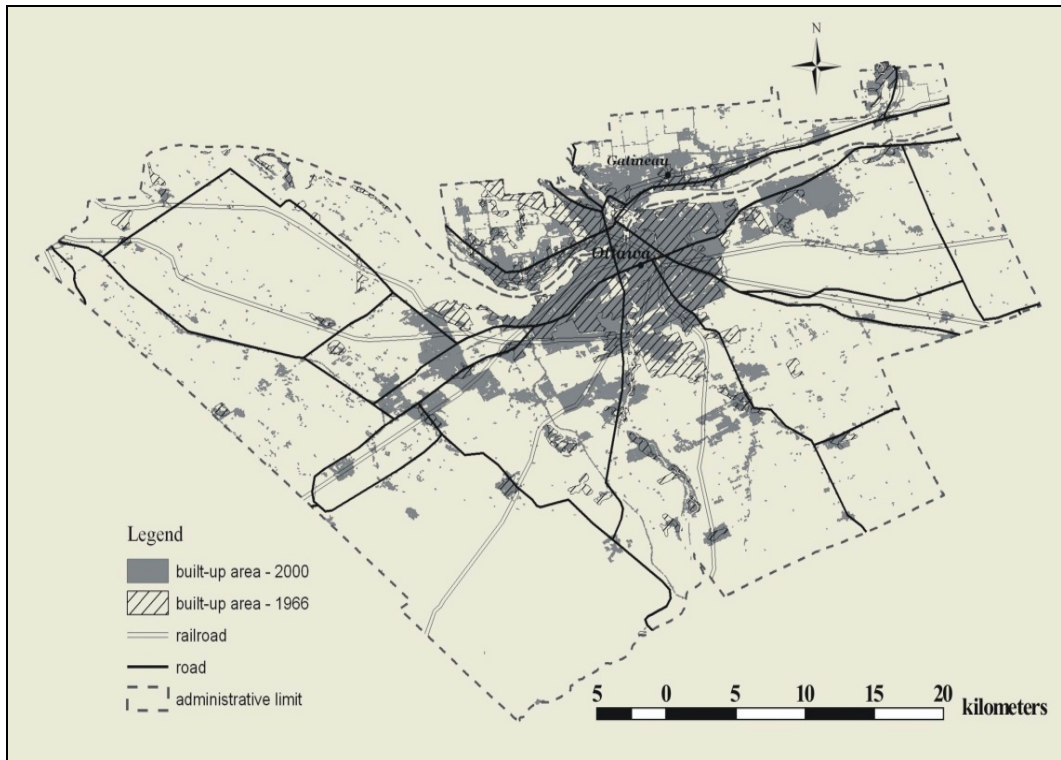 N
Gatineau
Ottawa
Legend
built-up area - 2000
built-up area - 1966
railroad
road
administrative limit
5 0 5 10 15 20 kilometers